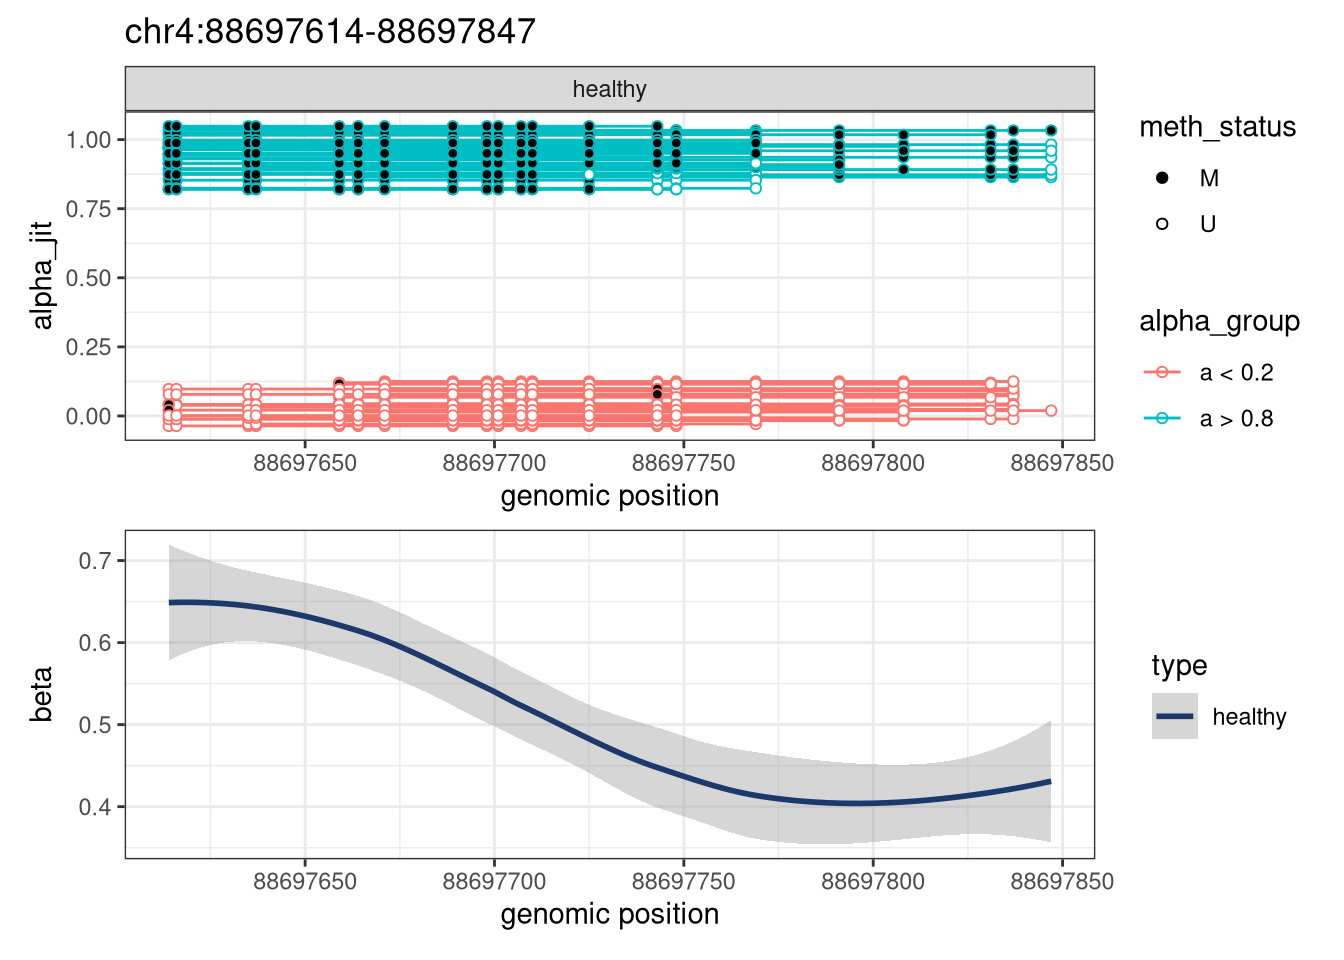 chr4:88697614-88697847
healthy
alpha_jit
1.00
0.75
0.50
0.25
0.00
88697650 88697700 88697750 88697800 88697850
genomic position
meth_status
M
U
alpha_group
a < 0.2
a > 0.8
beta
0.7
0.6
0.5
0.4
88697650 88697700 88697750 88697800 88697850
genomic position
type
healthy